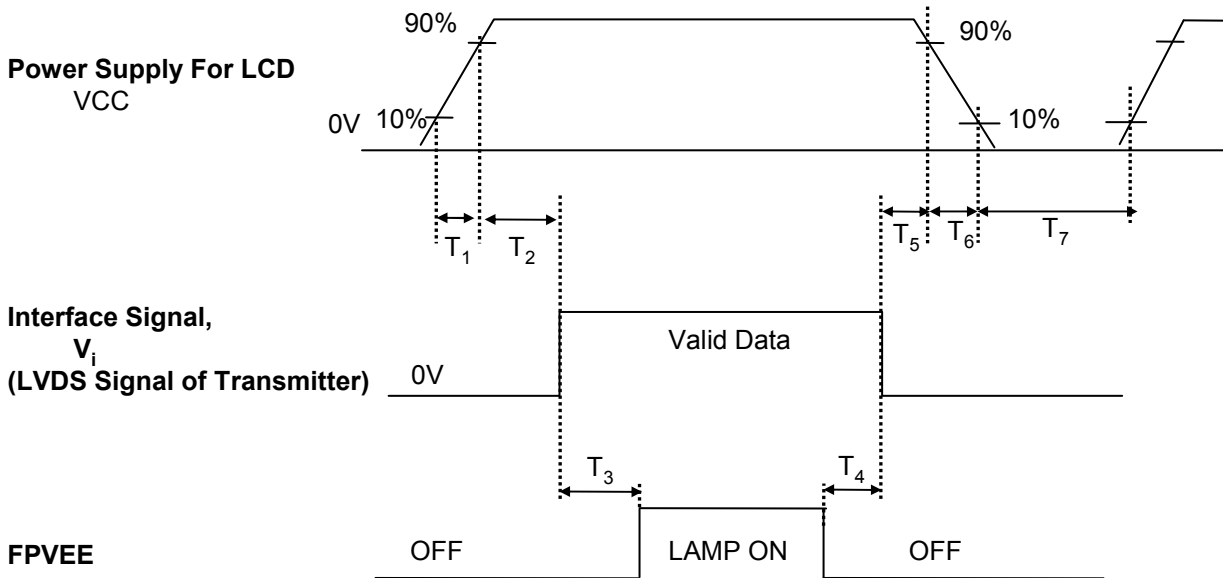 90%
90%
Power Supply For LCD
VCC
0V
10%
10%
T1
T2
T5
T6
T7
Interface Signal,
Vi
(LVDS Signal of Transmitter)
Valid Data
0V
T3
T4
FPVEE
OFF
LAMP ON
OFF